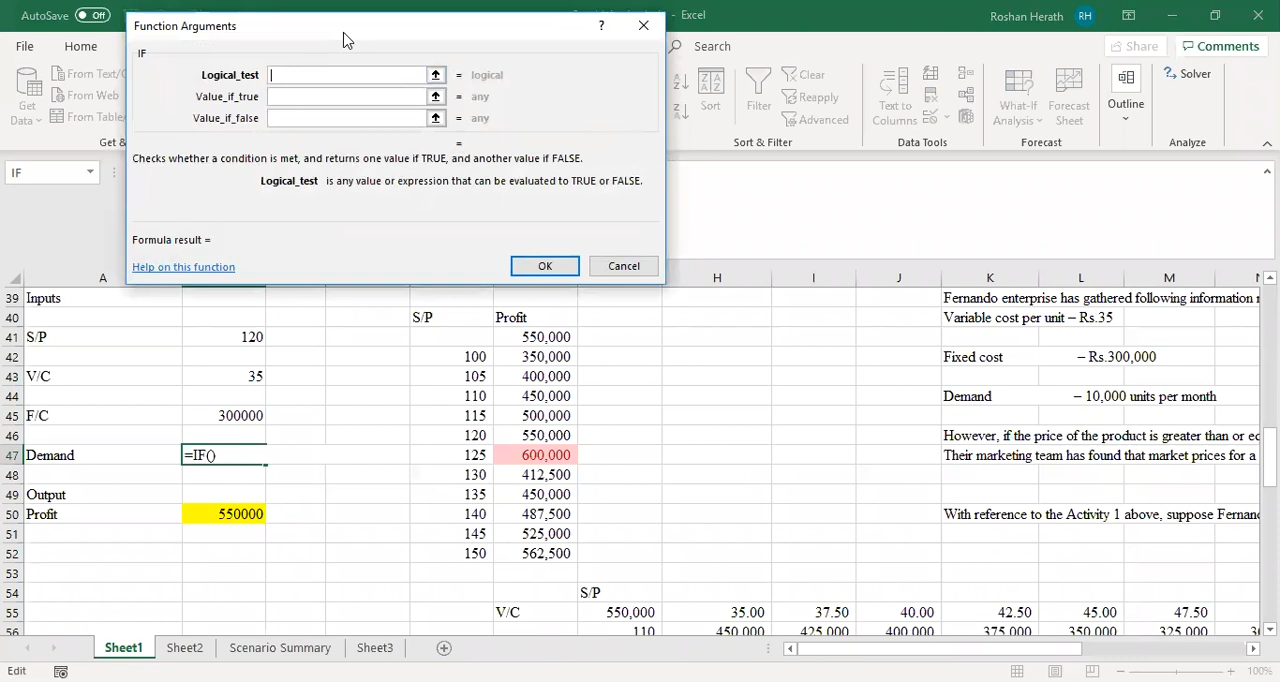 AutoSave Off
- Excel
Roshan Herath RH
Function Arguments ? ×
File Home
Search
Share Comments
IF
Logical_test = logical
Value_if_true = any
Value_if_false = any
=
Checks whether a condition is met, and returns one value if TRUE, and another value if FALSE.
Logical_test is any value or expression that can be evaluated to TRUE or FALSE.
Formula result =
Help on this function
OK Cancel
Get Data
From Text/C
From Web
From Table
Get &
Sort
Filter
Clear
Reapply
Advanced
Sort & Filter
Text to Columns
Data Tools
What-If Analysis
Forecast Sheet
Forecast
Outline
Solver
Analyze
IF
A H I J K L M N
39 Inputs Fernando enterprise has gathered following information r
40 S/P Profit Variable cost per unit – Rs.35
41 S/P 120 550,000
42 100 350,000 Fixed cost – Rs.300,000
43 V/C 35 105 400,000
44 110 450,000 Demand – 10,000 units per month
45 F/C 300000 115 500,000
46 120 550,000 However, if the price of the product is greater than or ec
47 Demand =IF() 125 600,000 Their marketing team has found that market prices for a
48 130 412,500
49 Output 135 450,000
50 Profit 550000 140 487,500 With reference to the Activity 1 above, suppose Fernand
51 145 525,000
52 150 562,500
53
54 S/P
55 V/C 550,000 35.00 37.50 40.00 42.50 45.00 47.50
56 110 450,000 425,000 400,000 375,000 350,000 325,000
Sheet1 Sheet2 Scenario Summary Sheet3
Edit 100%